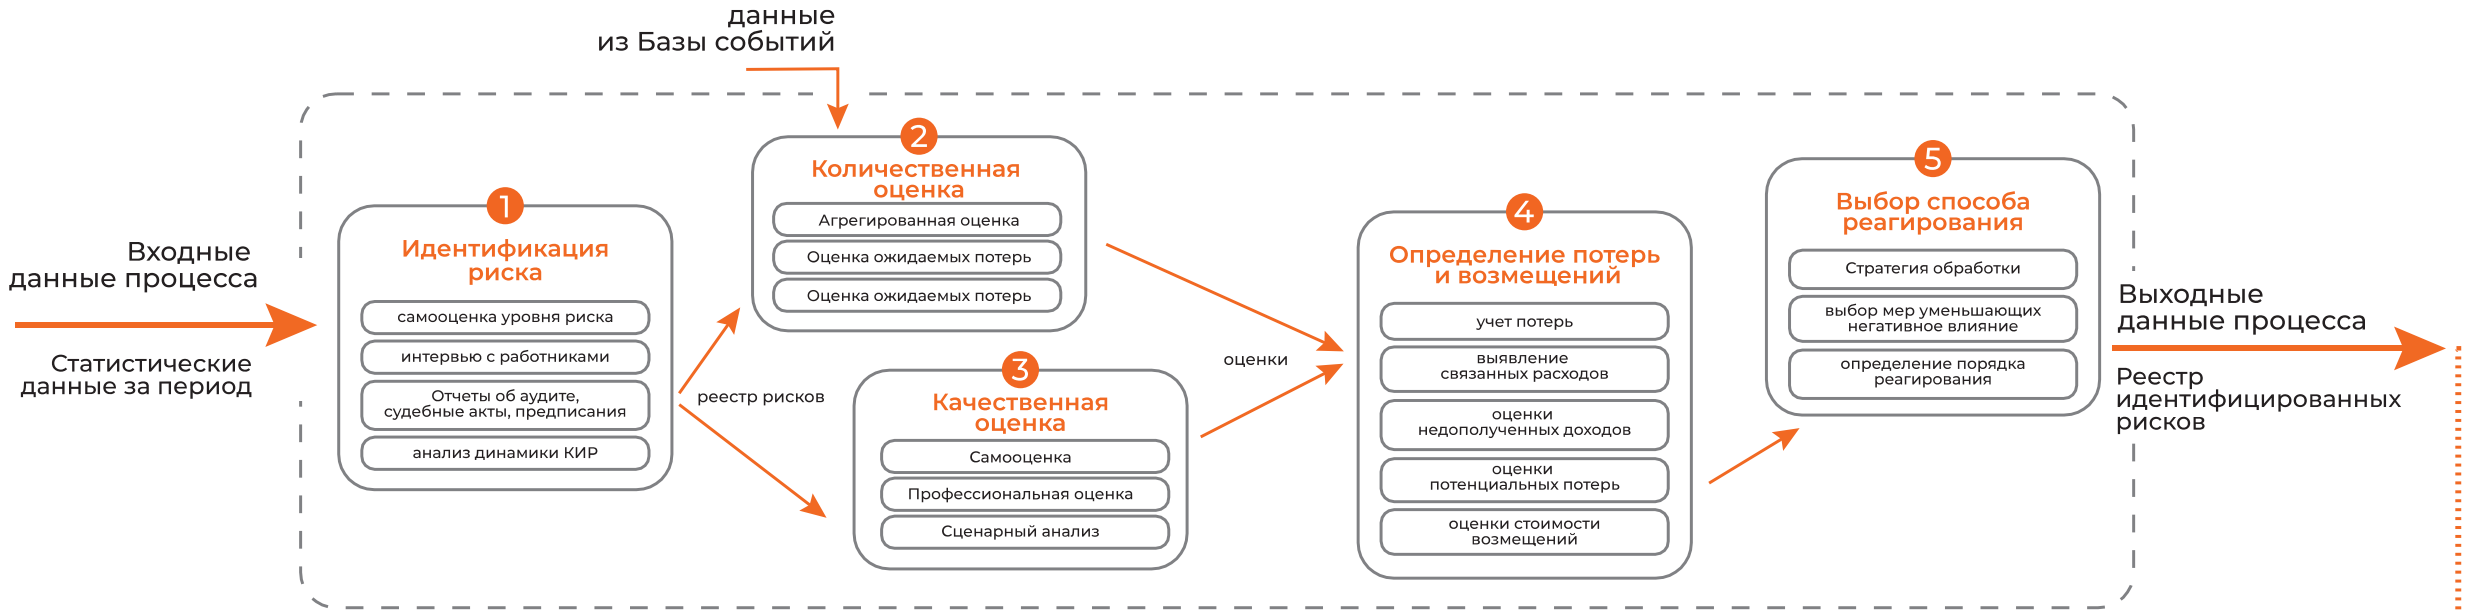 данные
из Базы событий
Входные
данные процесса
Статистические
данные за период
1
Идентификация
риска
самооценка уровня риска
интервью с работниками
Отчеты об аудите,
судебные акты, предписания
анализ динамики КИР
реестр рисков
2
Количественная
оценка
Агрегированная оценка
Оценка ожидаемых потерь
Оценка ожидаемых потерь
3
Качественная
оценка
Самооценка
Профессиональная оценка
Сценарный анализ
оценки
4
Определение потерь
и возмещений
учет потерь
выявление
связанных расходов
оценки
недополученных доходов
оценки
потенциальных потерь
оценки стоимости
возмещений
5
Выбор способа
реагирования
Стратегия обработки
выбор мер уменьшающих
негативное влияние
определение порядка
реагирования
Выходные
данные процесса
Реестр
идентифицированных
рисков